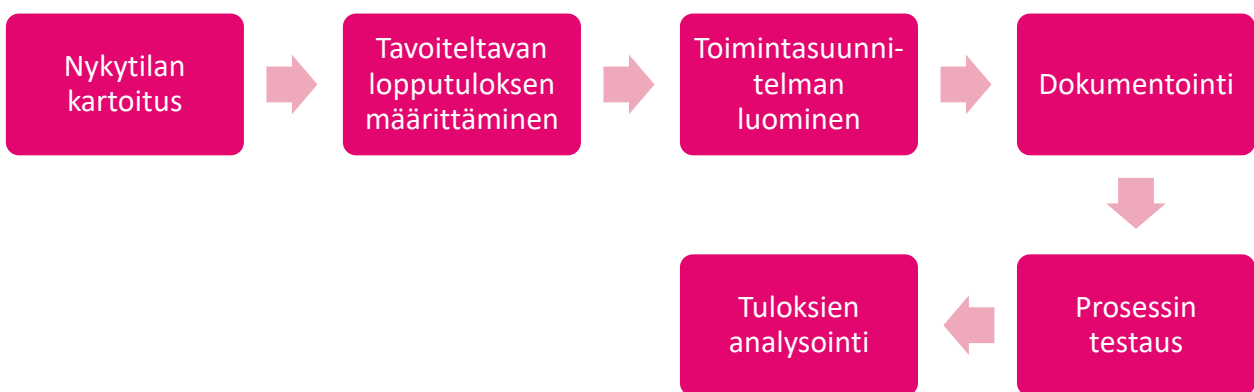 Nykytilan
kartoitus
Tavoiteltavan
lopputuloksen
määrittäminen
Toimintasuunni-
telman
luominen
Dokumentointi
Prosessin
testaus
Tuloksien
analysointi